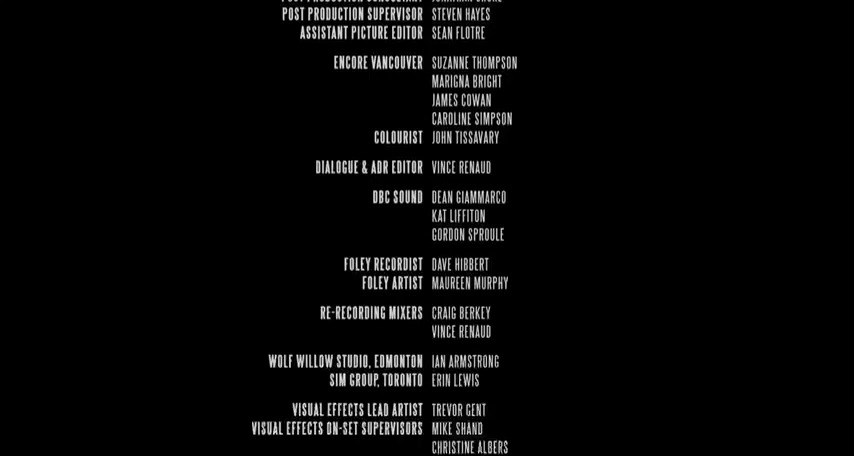 POST PRODUCTION SUPERVISOR STEVEN HAYES
ASSISTANT PICTURE EDITOR SEAN FLOTRE
ENCORE VANCOUVER SUZANNE THOMPSON
MARIGNA BRIGHT
JAMES COWAN
CAROLINE SIMPSON
COLOURIST JOHN TISSAVARY
DIALOGUE & ADR EDITOR VINCE RENAUD
DBC SOUND DEAN GIAMMARCO
KAT LIFFITON
GORDON SPROULE
FOLEY RECORDIST DAVE HIBBERT
FOLEY ARTIST MAUREEN MURPHY
RE-RECORDING MIXERS CRAIG BERKEY
VINCE RENAUD
WOLF WILLOW STUDIO, EDMONTON IAN ARMSTRONG
SIM GROUP, TORONTO ERIN LEWIS
VISUAL EFFECTS LEAD ARTIST TREVOR GENT
VISUAL EFFECTS ON-SET SUPERVISORS MIKE SHAND
CHRISTINE ALBERS